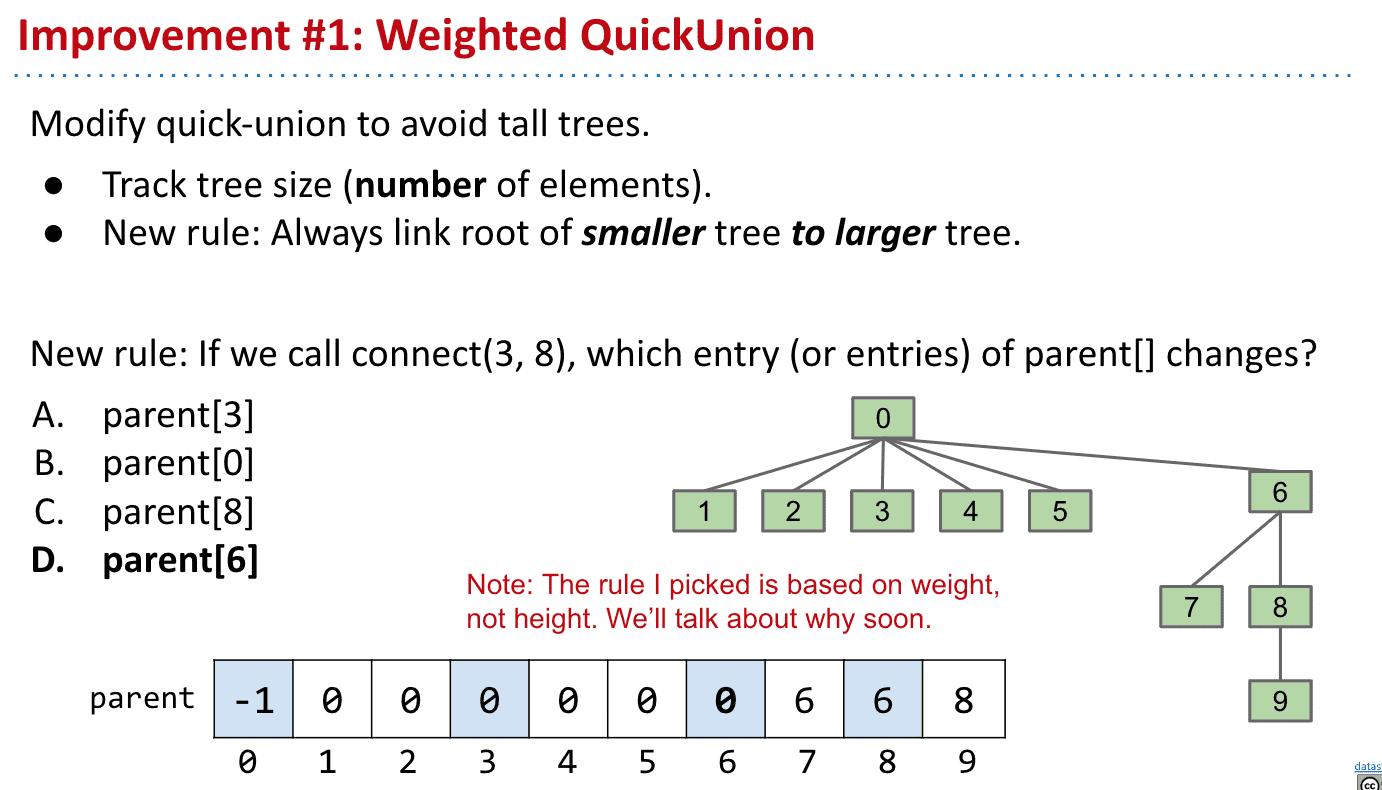 Improvement #1: Weighted QuickUnion
Modify quick-union to avoid tall trees.
● Track tree size (number of elements).
● New rule: Always link root of smaller tree to larger tree.
New rule: If we call connect(3, 8), which entry (or entries) of parent[] changes?
A. parent[3]
B. parent[0]
C. parent[8]
D. parent[6]
0
6
1 2 3 4 5
Note: The rule I picked is based on weight,
not height. We'll talk about why soon.
7 8
9
parent -1 0 0 0 0 0 0 6 6 8
0 1 2 3 4 5 6 7 8 9
datas
cc